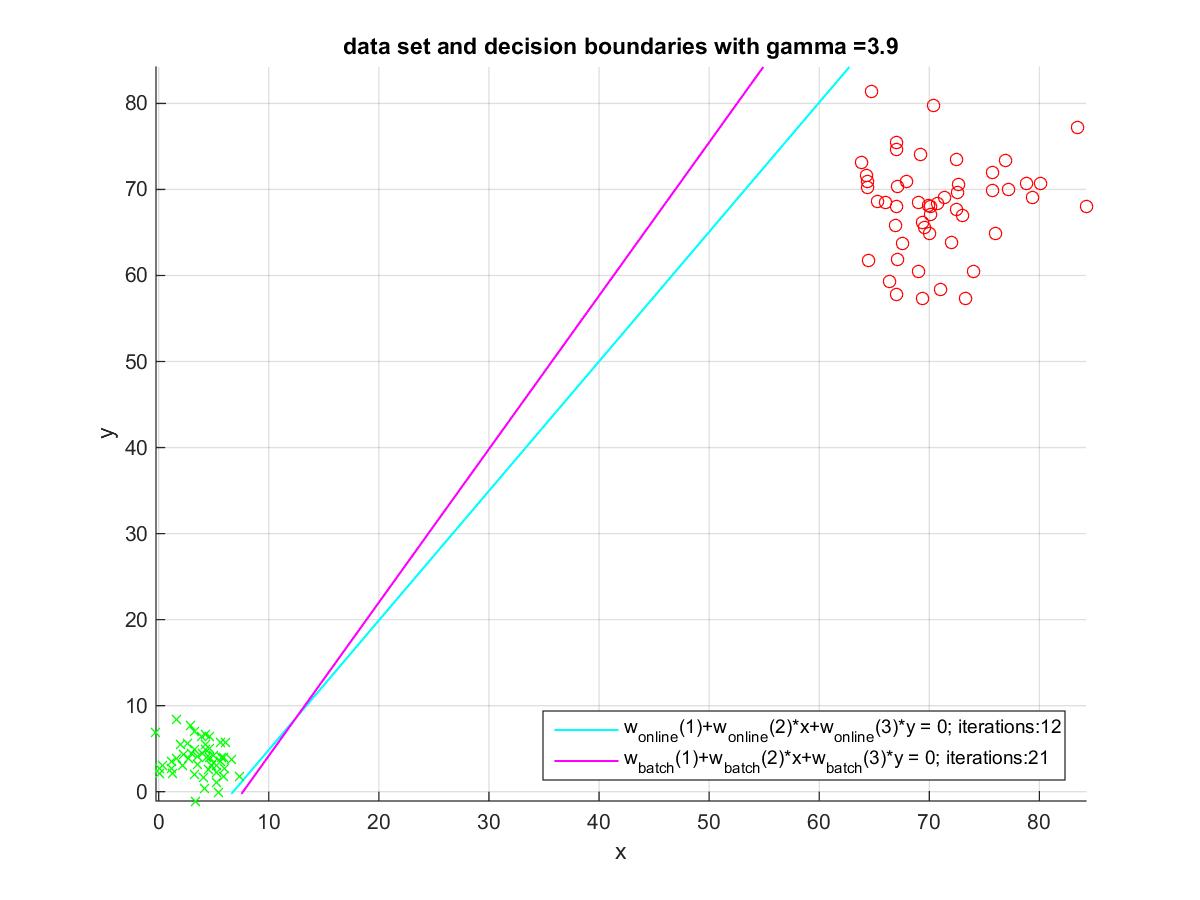 data set and decision boundaries with gamma =3.9
80
70
60
50
40
30
20
10
0
y
w_online(1)+w_online(2)*x+w_online(3)*y = 0; iterations:12
w_batch(1)+w_batch(2)*x+w_batch(3)*y = 0; iterations:21
0 10 20 30 40 50 60 70 80
x